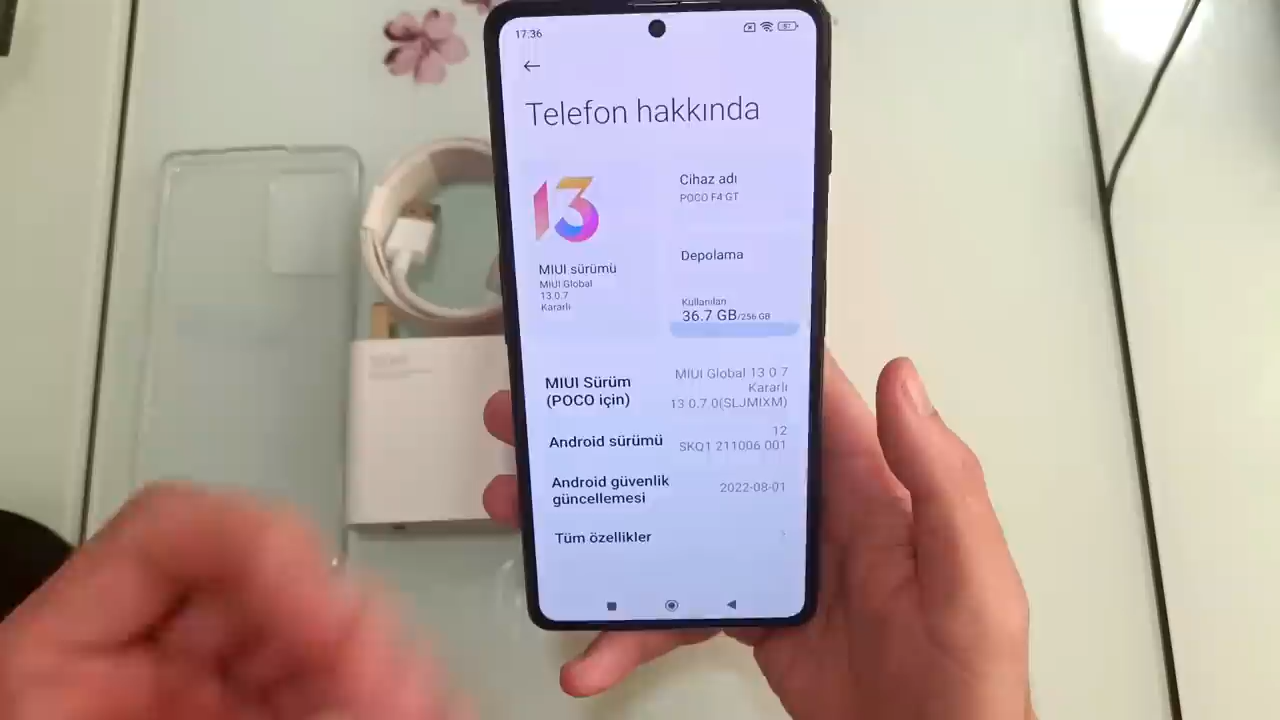 17:36
57
Telefon hakkında
13
MIUI sürümü
MIUI Global
13.0.7
Kararlı
Cihaz adı
POCO F4 GT
Depolama
Kullanılan
36.7 GB/256 GB
MIUI Sürüm
(POCO için)
MIUI Global 13 0 7
Kararlı
13 0.7 0(SLJMIXM)
Android sürümü
12
SKQ1 211006 001
Android güvenlik
güncellemesi
2022-08-01
Tüm özellikler